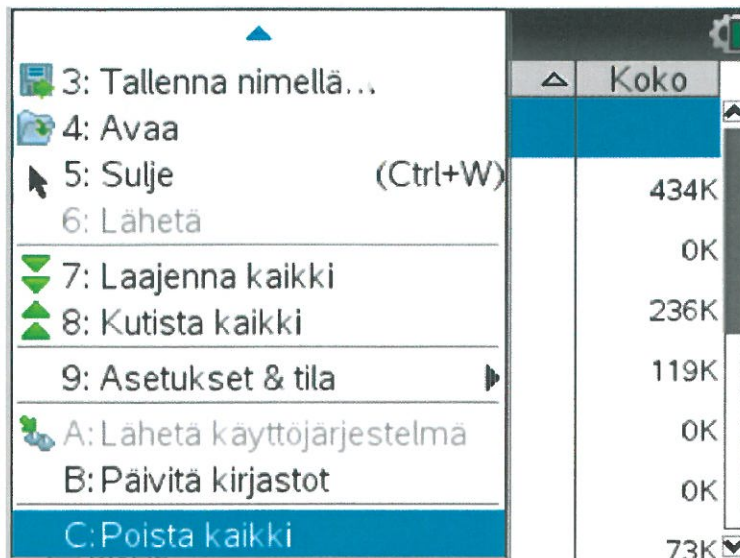 3: Tallenna nimellä...
4: Avaa
5: Sulje (Ctrl+W)
6: Lähetä
7: Laajenna kaikki
8: Kutista kaikki
9: Asetukset & tila
A: Lähetä käyttöjärjestelmä
B: Päivitä kirjastot
C: Poista kaikki
Koko
434K
0K
236K
119K
0K
0K
73K